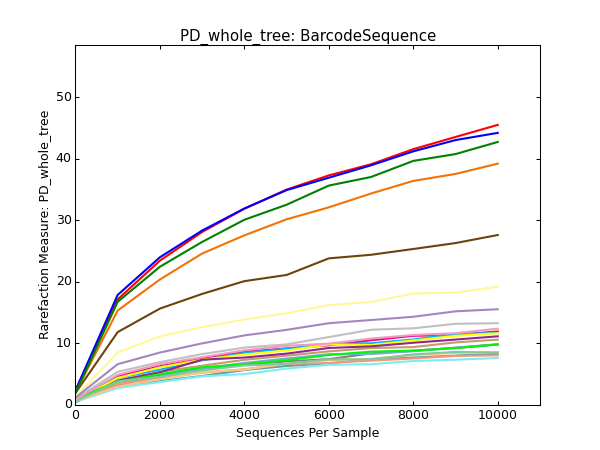 PD_whole_tree: BarcodeSequence
Rarefaction Measure: PD_whole_tree
50
40
30
20
10
0
0 2000 4000 6000 8000 10000
Sequences Per Sample